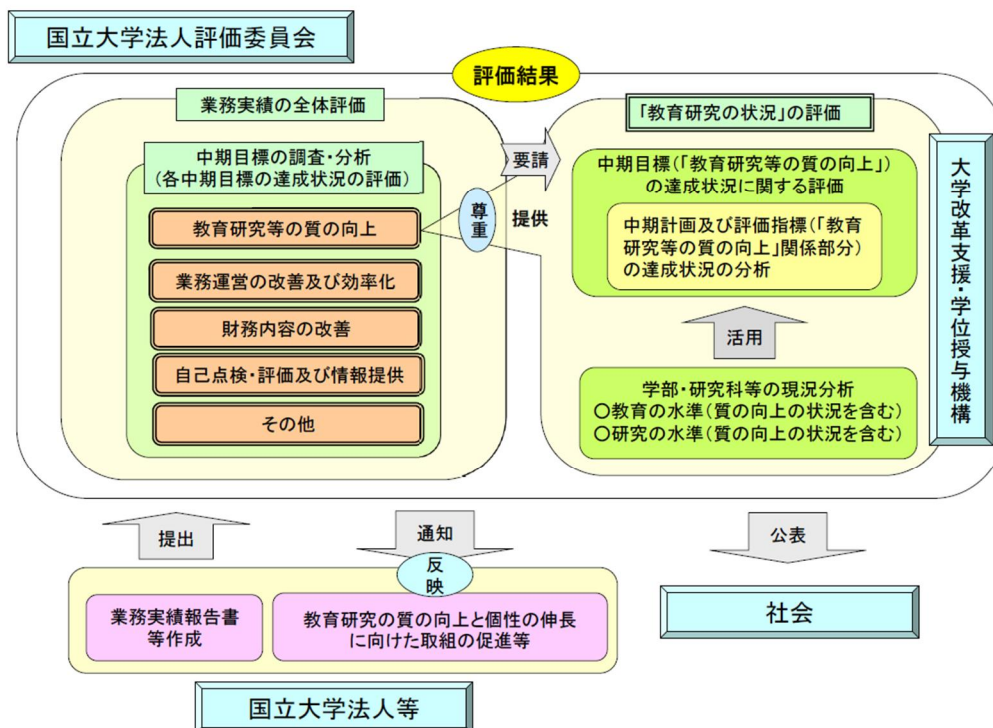 国立大学法人評価委員会
評価結果
業務実績の全体評価
中期目標の調査・分析
(各中期目標の達成状況の評価)
教育研究等の質の向上
業務運営の改善及び効率化
財務内容の改善
自己点検・評価及び情報提供
その他
要請
尊重
提供
「教育研究の状況」の評価
中期目標(「教育研究等の質の向上」)
の達成状況に関する評価
中期計画及び評価指標(「教育
研究等の質の向上」関係部分)
の達成状況の分析
活用
学部・研究科等の現況分析
○教育の水準(質の向上の状況を含む)
○研究の水準(質の向上の状況を含む)
大学改革支援・学位授与機構
提出
通知
反映
公表
業務実績報告書
等作成
教育研究の質の向上と個性の伸長
に向けた取組の促進等
社会
国立大学法人等